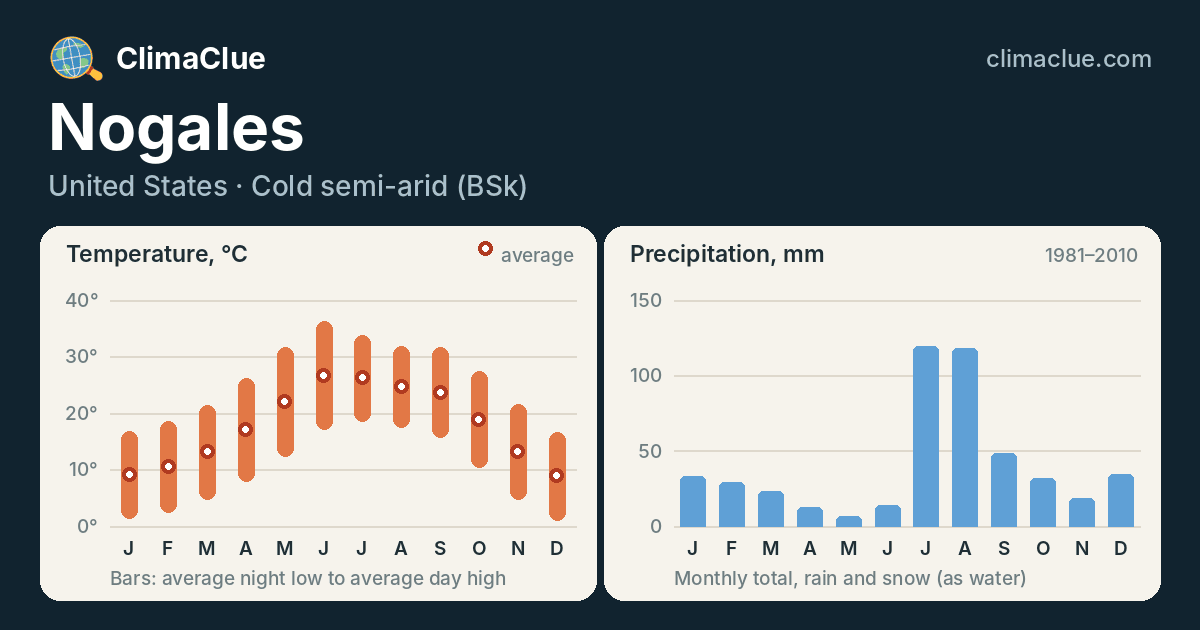 ClimaClue
climaclue.com
Nogales
United States · Cold semi-arid (BSk)
Temperature, °C
average
40°
30°
20°
10°
0°
J F M A M J J A S O N D
Bars: average night low to average day high
Precipitation, mm
1981–2010
150
100
50
0
J F M A M J J A S O N D
Monthly total, rain and snow (as water)